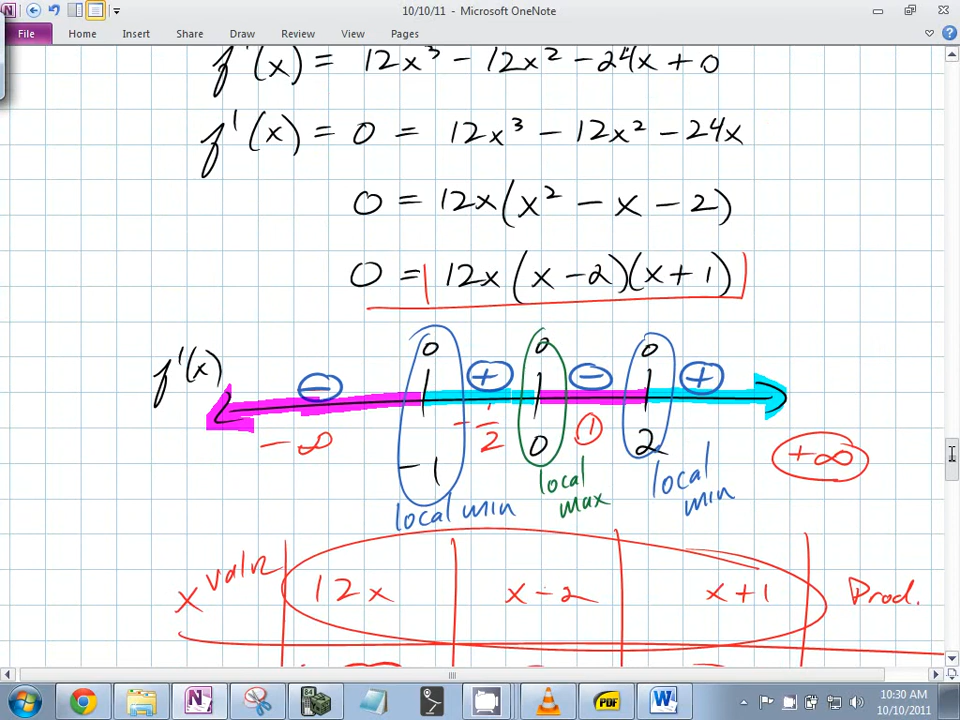 10/10/11 - Microsoft OneNote
File Home Insert Share Draw Review View Pages
f'(x) = 12x³ - 12x² - 24x + 0
f'(x) = 0 = 12x³ - 12x² - 24x
0 = 12x(x² - x - 2)
0 = 12x(x-2)(x+1)
0 0 0
f'(x) - + - +
-∞ -1 -1/2 0 1 2 +∞
local min local max local min
x value 12x x-2 x+1 Prod.
PDF W
10:30 AM
10/10/2011